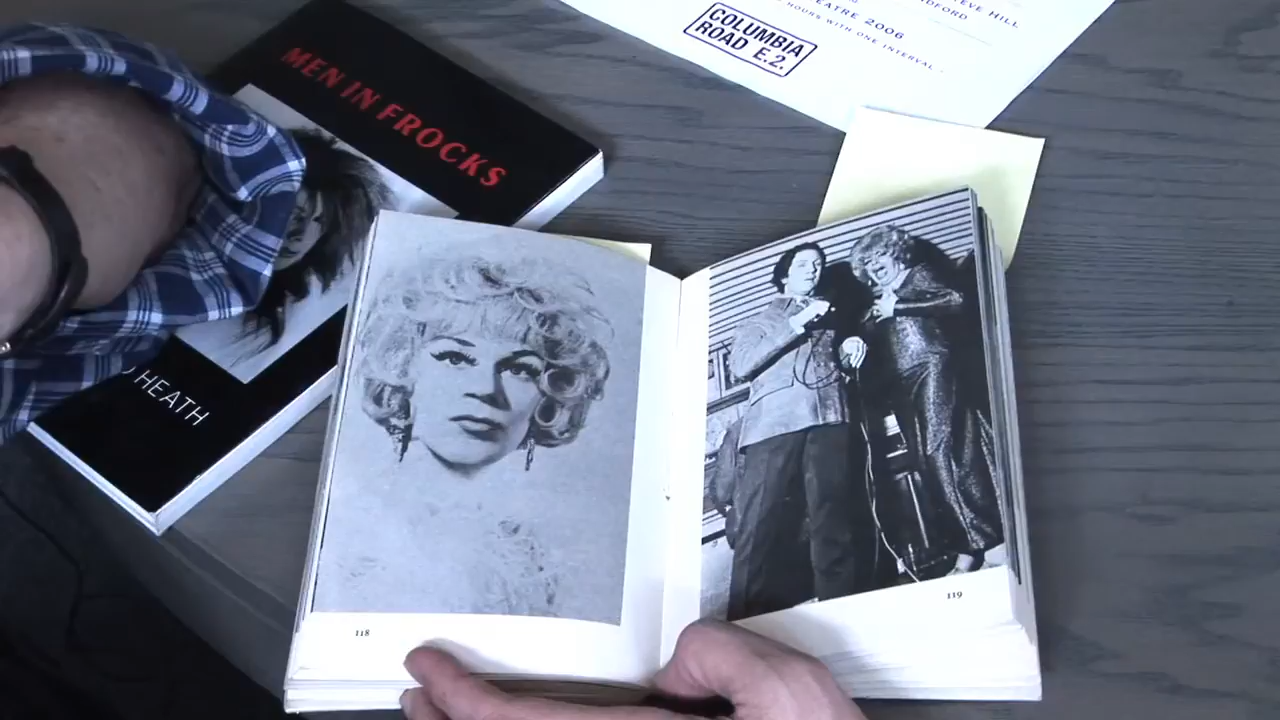 EVE HILL
DFORD
EATRE 2006
HOURS WITH ONE INTERVAL
COLUMBIA
ROAD E.2.
MEN IN FROCKS
HEATH
118
119